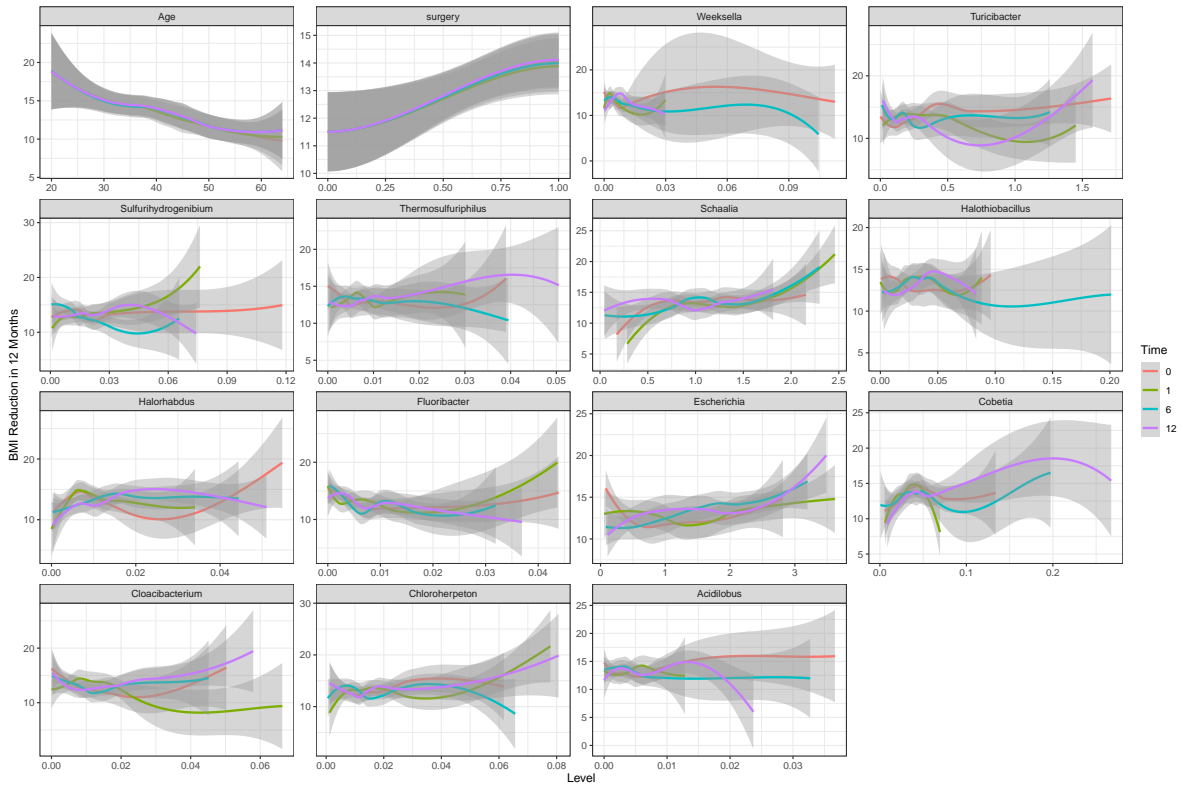 Age surgery Weeksella Turicibacter
20 15 10 5
15 14 13 12 11 10
20 10 0
20 10
20 30 40 50 60
0.00 0.25 0.50 0.75 1.00
0.00 0.03 0.06 0.09
0.0 0.5 1.0 1.5
Sulfurihydrogenibium Thermosulfuriphilus Schaalia Halothiobacillus
30 20 10
20 15 10 5
25 20 15 10 5
20 15 10 5
0.00 0.03 0.06 0.09 0.12
0.00 0.01 0.02 0.03 0.04 0.05
0.0 0.5 1.0 1.5 2.0 2.5
0.00 0.05 0.10 0.15 0.20
BMI Reduction in 12 Months
Time
0
1
6
12
Halorhabdus Fluoribacter Escherichia Cobetia
20 10
20 10
25 20 15 10
25 20 15 10 5
0.00 0.02 0.04
0.00 0.01 0.02 0.03 0.04
0 1 2 3
0.0 0.1 0.2
Cloacibacterium Chloroherpeton Acidilobus
20 10
30 20 10
25 20 15 10 5 0
0.00 0.02 0.04 0.06
0.00 0.02 0.04 0.06 0.08
0.00 0.01 0.02 0.03
Level